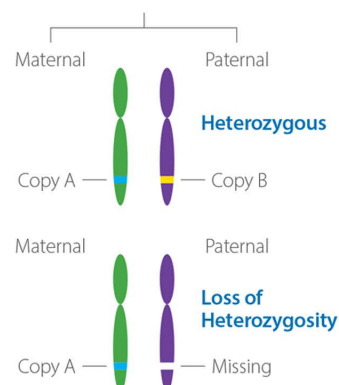 Maternal Paternal
Heterozygous
Copy A Copy B
Maternal Paternal
Loss of
Heterozygosity
Copy A Missing